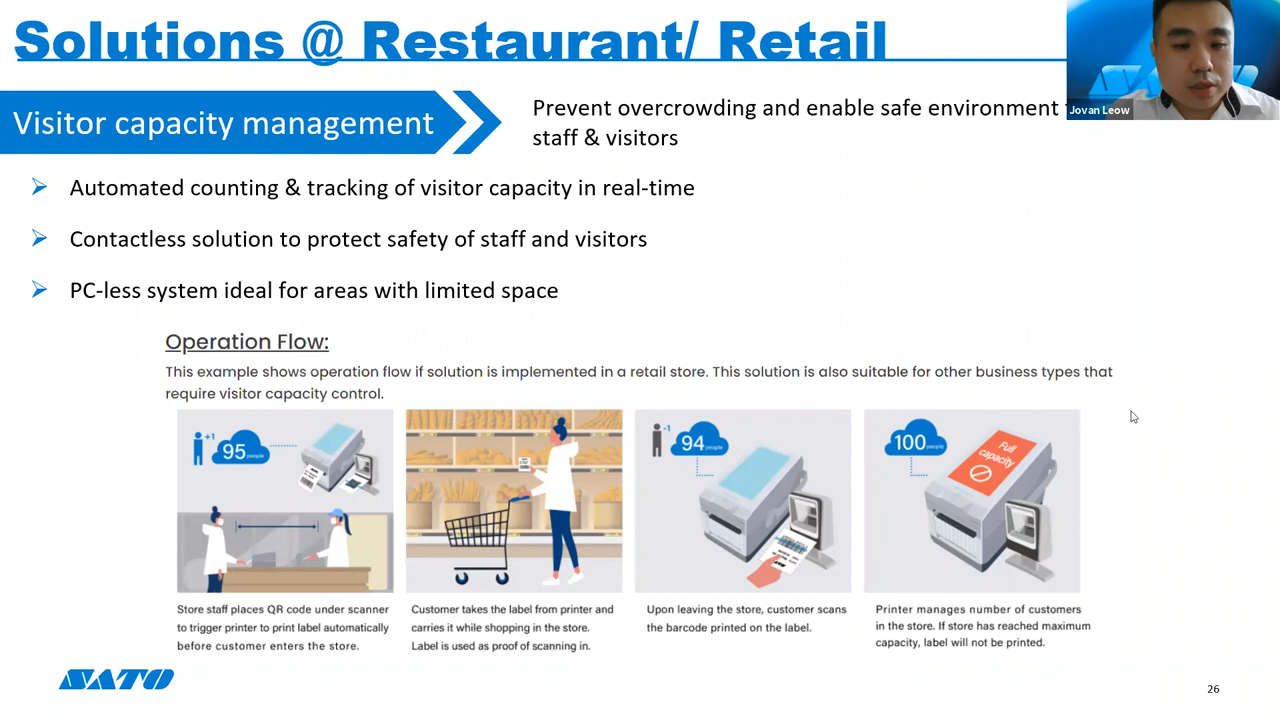 Solutions @ Restaurant/ Retail
Jovan Leow
Visitor capacity management
Prevent overcrowding and enable safe environment
staff & visitors
Automated counting & tracking of visitor capacity in real-time
Contactless solution to protect safety of staff and visitors
PC-less system ideal for areas with limited space
Operation Flow:
This example shows operation flow if solution is implemented in a retail store. This solution is also suitable for other business types that
require visitor capacity control.
+1
95 people
-1
94 people
100 people
Full
capacity
SATO
Store staff places QR code under scanner
to trigger printer to print label automatically
before customer enters the store.
Customer takes the label from printer and
carries it while shopping in the store.
Label is used as proof of scanning in.
Upon leaving the store, customer scans
the barcode printed on the label.
Printer manages number of customers
in the store. If store has reached maximum
capacity, label will not be printed.
SATO
26